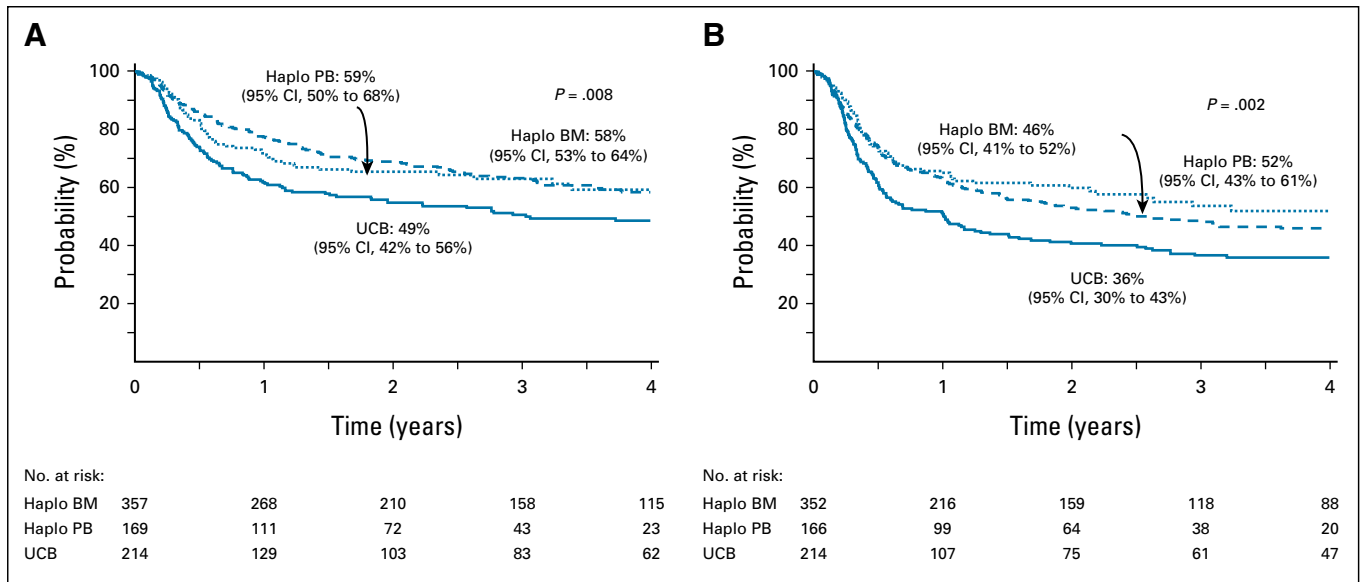 A
Probability (%)
100
80
60
40
20
Haplo PB: 59%
(95% CI, 50% to 68%)
P = .008
Haplo BM: 58%
(95% CI, 53% to 64%)
UCB: 49%
(95% CI, 42% to 56%)
0 1 2 3 4
Time (years)
No. at risk:
Haplo BM 357 268 210 158 115
Haplo PB 169 111 72 43 23
UCB 214 129 103 83 62
B
Probability (%)
100
80
60
40
20
P = .002
Haplo BM: 46%
(95% CI, 41% to 52%)
Haplo PB: 52%
(95% CI, 43% to 61%)
UCB: 36%
(95% CI, 30% to 43%)
0 1 2 3 4
Time (years)
No. at risk:
Haplo BM 352 216 159 118 88
Haplo PB 166 99 64 38 20
UCB 214 107 75 61 47